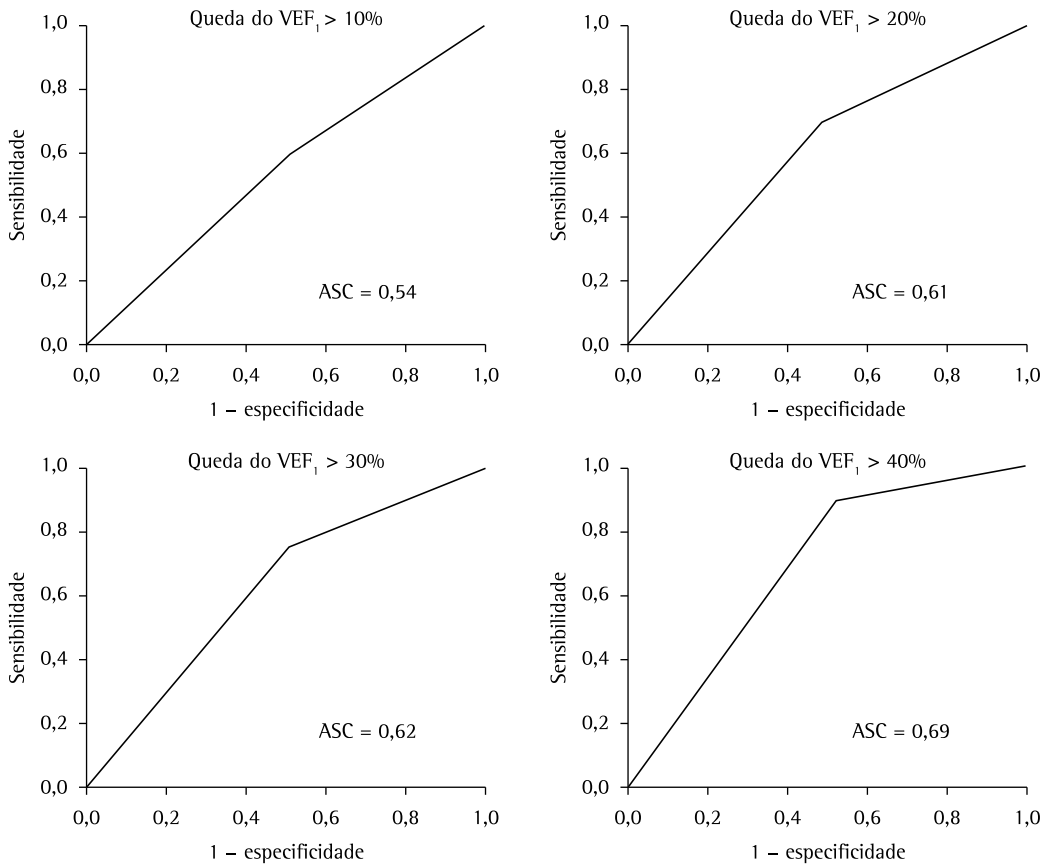 Queda do VEF₁ > 10%
1,0
0,8
0,6
0,4
0,2
0,0
Sensibilidade
ASC = 0,54
0,0 0,2 0,4 0,6 0,8 1,0
1 – especificidade
Queda do VEF₁ > 20%
1,0
0,8
0,6
0,4
0,2
0,0
Sensibilidade
ASC = 0,61
0,0 0,2 0,4 0,6 0,8 1,0
1 – especificidade
Queda do VEF₁ > 30%
1,0
0,8
0,6
0,4
0,2
0,0
Sensibilidade
ASC = 0,62
0,0 0,2 0,4 0,6 0,8 1,0
1 – especificidade
Queda do VEF₁ > 40%
1,0
0,8
0,6
0,4
0,2
0,0
Sensibilidade
ASC = 0,69
0,0 0,2 0,4 0,6 0,8 1,0
1 – especificidade